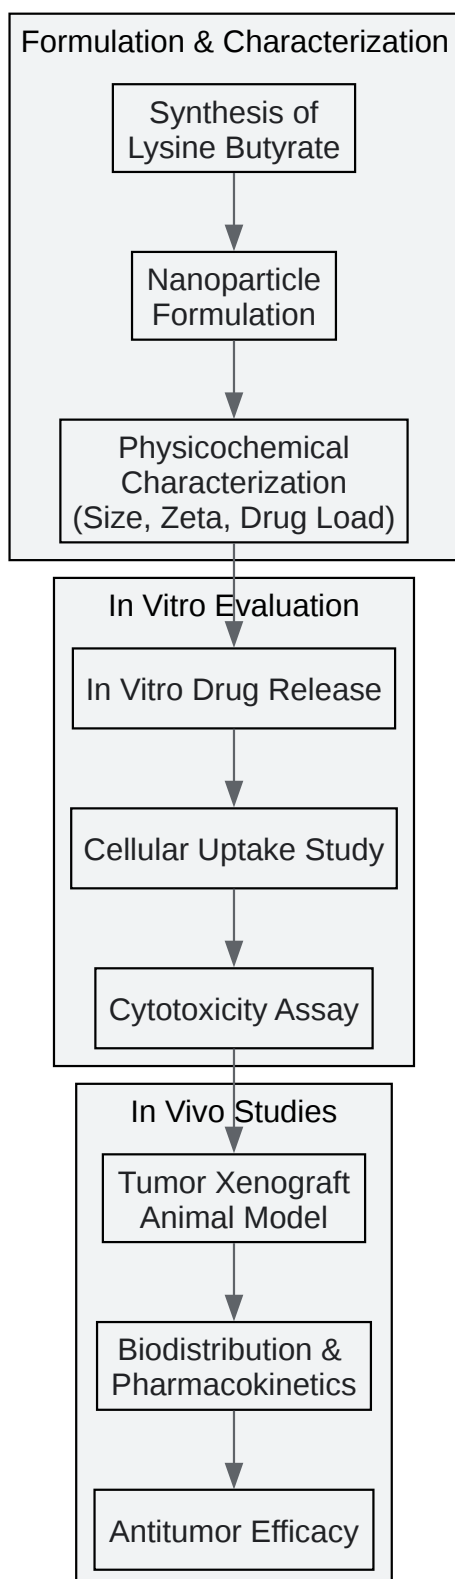 Formulation & Characterization
Synthesis of
Lysine Butyrate
Nanoparticle
Formulation
Physicochemical
Characterization
(Size, Zeta, Drug Load)
In Vitro Evaluation
In Vitro Drug Release
Cellular Uptake Study
Cytotoxicity Assay
In Vivo Studies
Tumor Xenograft
Animal Model
Biodistribution &
Pharmacokinetics
Antitumor Efficacy